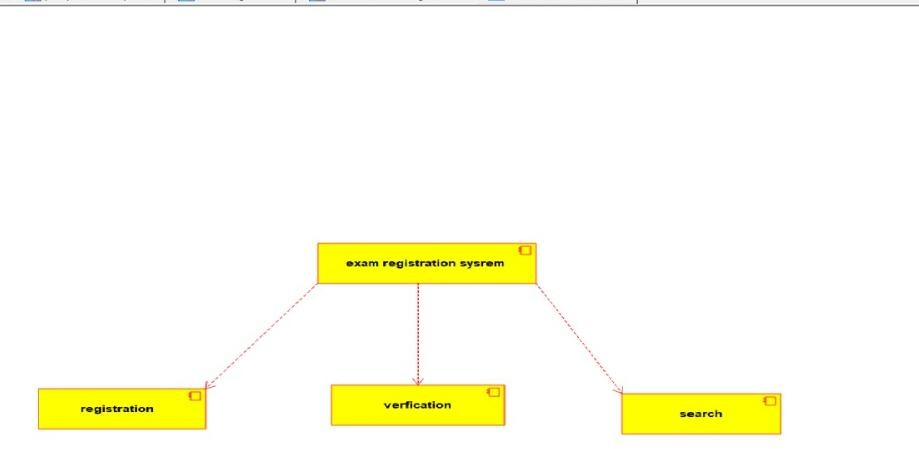 exam registration sysrem
registration
verfication
search